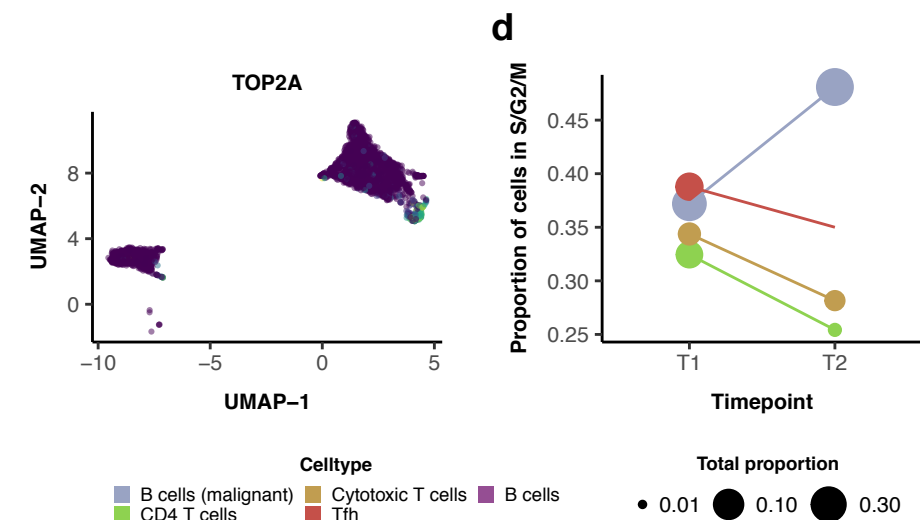 d
TOP2A
UMAP−2
8
4
0
−10 −5 0 5
UMAP−1
Proportion of cells in S/G2/M
0.45
0.40
0.35
0.30
0.25
T1 T2
Timepoint
Celltype
B cells (malignant) Cytotoxic T cells B cells
CD4 T cells Tfh
Total proportion
0.01 0.10 0.30